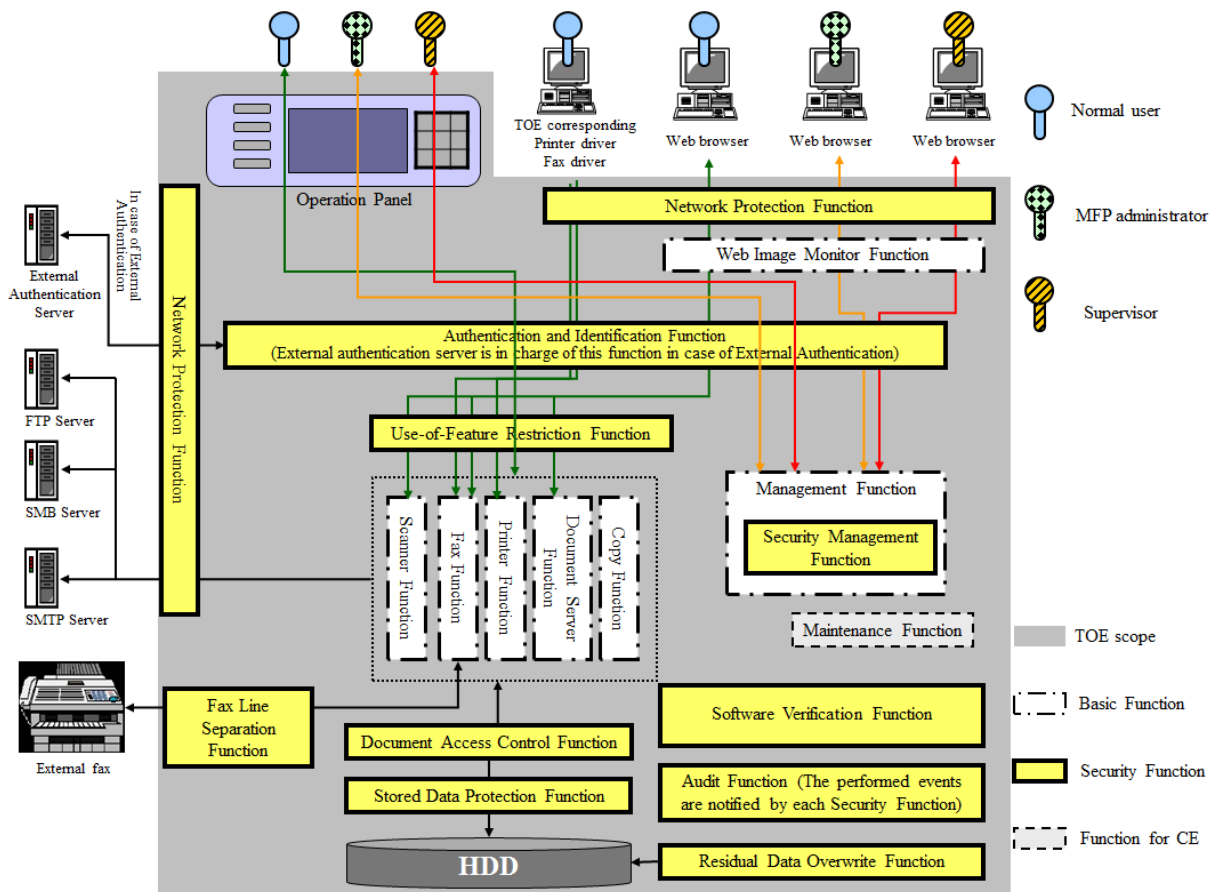 TOE corresponding
Printer driver
Fax driver
Web browser
Web browser
Web browser
Normal user
Operation Panel
In case of External
Authentication
Network Protection Function
MFP administrator
Web Image Monitor Function
External
Authentication
Server
Network Protection Function
Authentication and Identification Function
(External authentication server is in charge of this function in case of External Authentication)
Supervisor
FTP Server
Use-of-Feature Restriction Function
SMB Server
Scanner Function
Fax Function
Printer Function
Document Server
Function
Copy Function
Management Function
Security Management
Function
SMTP Server
Maintenance Function
TOE scope
Fax Line
Separation
Function
External fax
Document Access Control Function
Software Verification Function
Basic Function
Stored Data Protection Function
Audit Function (The performed events
are notified by each Security Function)
Security Function
HDD
Residual Data Overwrite Function
Function for CE